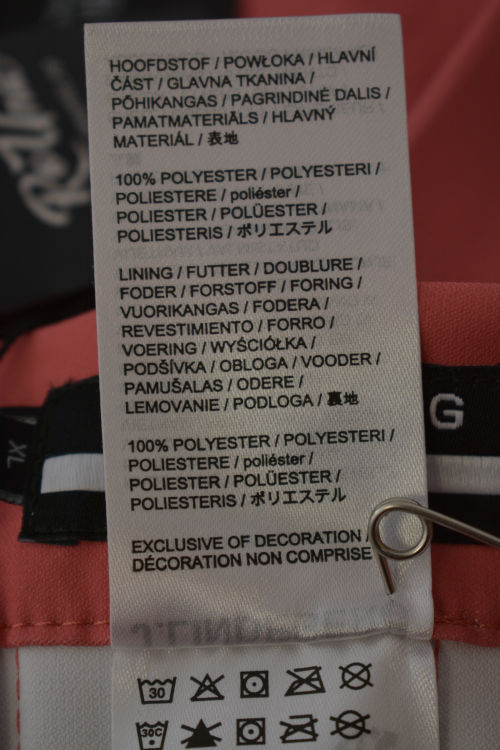 HOOFDSTOF / POWŁOKA / HLAVNÍ
ČÁST / GLAVNA TKANINA /
PÕHIKANGAS / PAGRINDINĖ DALIS /
PAMATMATERIĀLS / HLAVNÝ
MATERIÁL / 表地
100% POLYESTER / POLYESTERI /
POLIESTERE / poliéster /
POLIESTER / POLÜESTER /
POLIESTERIS / ポリエステル
LINING / FUTTER / DOUBLURE /
FODER / FORSTOFF / FORING /
VUORIKANGAS / FODERA /
REVESTIMIENTO / FORRO /
VOERING / WYŚCIÓŁKA /
PODŠÍVKA / OBLOGA / VOODER /
PAMUŠALAS / ODERE /
LEMOVANIE / PODLOGA / 裏地
100% POLYESTER / POLYESTERI /
POLIESTERE / poliéster /
POLIESTER / POLÜESTER /
POLIESTERIS / ポリエステル
EXCLUSIVE OF DECORATION /
DÉCORATION NON COMPRISE
G
XL
30
30C